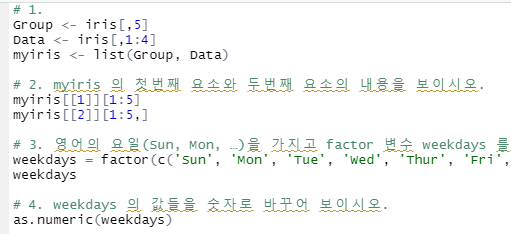 # 1.
Group <- iris[,5]
Data <- iris[,1:4]
myiris <- list(Group, Data)
# 2. myiris 의 첫번째 요소와 두번째 요소의 내용을 보이시오.
myiris[[1]][1:5]
myiris[[2]][1:5,]
# 3. 영어의 요일(Sun, Mon, …)을 가지고 factor 변수 weekdays 를
weekdays = factor(c('Sun', 'Mon', 'Tue', 'Wed', 'Thur', 'Fri',
weekdays
# 4. weekdays 의 값들을 숫자로 바꾸어 보이시오.
as.numeric(weekdays)